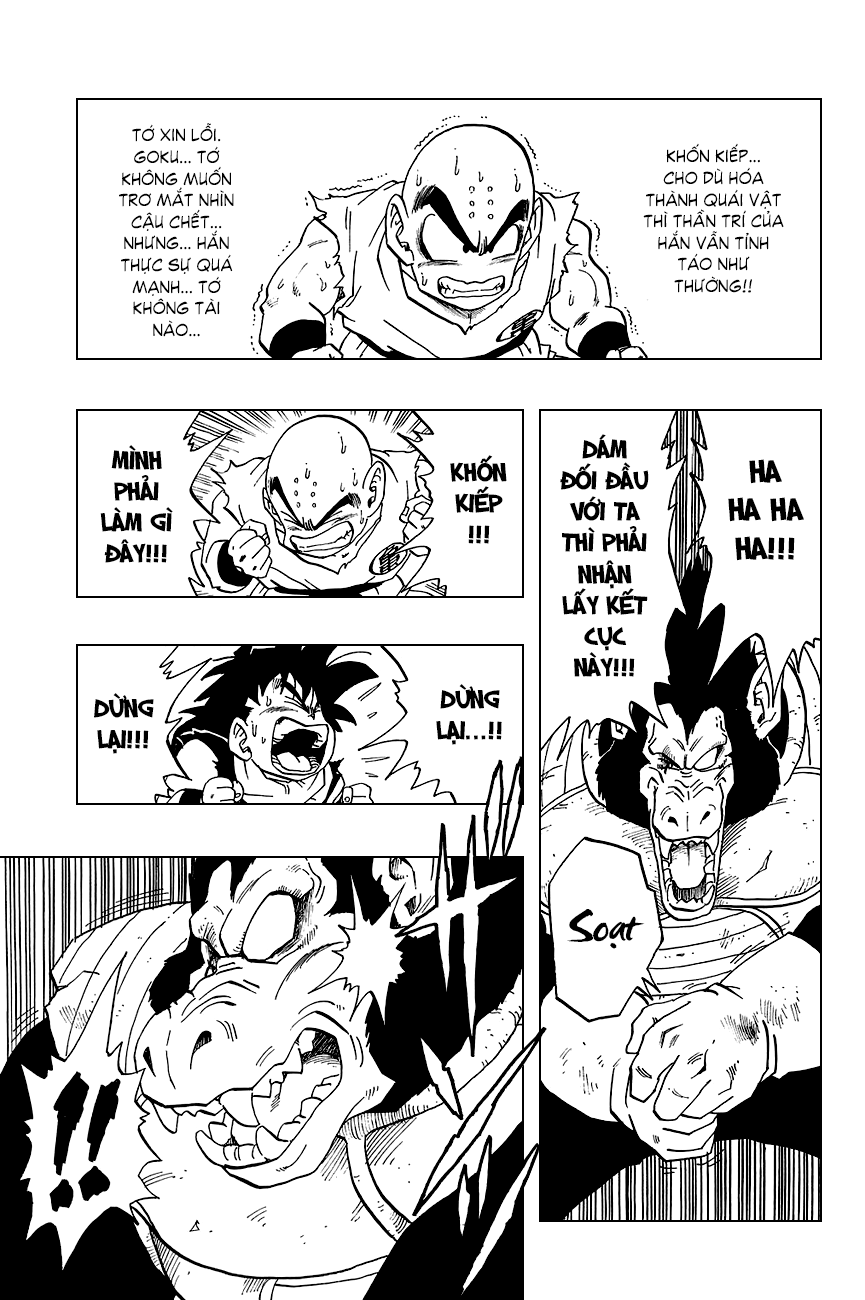 KHỐN KIẾP...
CHO DÙ HÓA
THÀNH QUÁI VẬT
THÌ THẦN TRÍ CỦA
HẮN VẪN TỈNH
TÁO NHƯ
THƯỜNG!!
TỚ XIN LỖI.
GOKU... TỚ
KHÔNG MUỐN
TRƠ MẮT NHÌN
CẬU CHẾT...
NHƯNG... HẮN
THỰC SỰ QUÁ
MẠNH... TỚ
KHÔNG TÀI
NÀO...
HA
HA HA
HA!!!
DÁM
ĐỐI ĐẦU
VỚI TA
THÌ PHẢI
NHẬN
LẤY KẾT
CỤC
NÀY!!!
Soạt
KHỐN
KIẾP
!!!
MÌNH
PHẢI
LÀM GÌ
ĐÂY!!!
DỪNG
LẠI...!!
DỪNG
LẠI!!!
!!